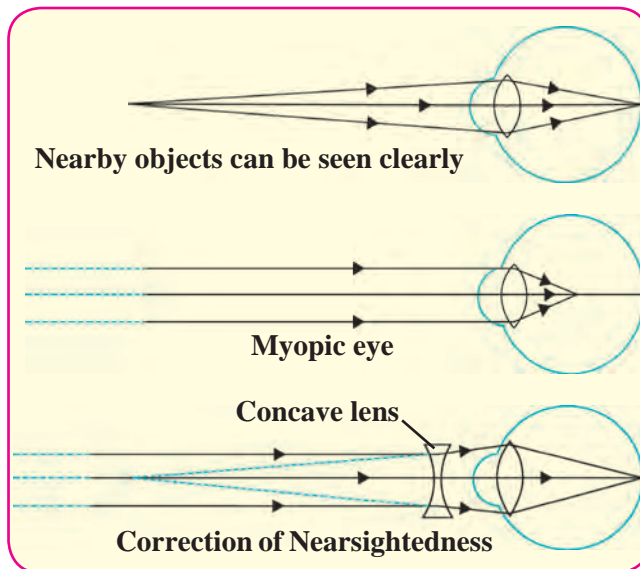 Nearby objects can be seen clearly
Myopic eye
Concave lens
Correction of Nearsightedness